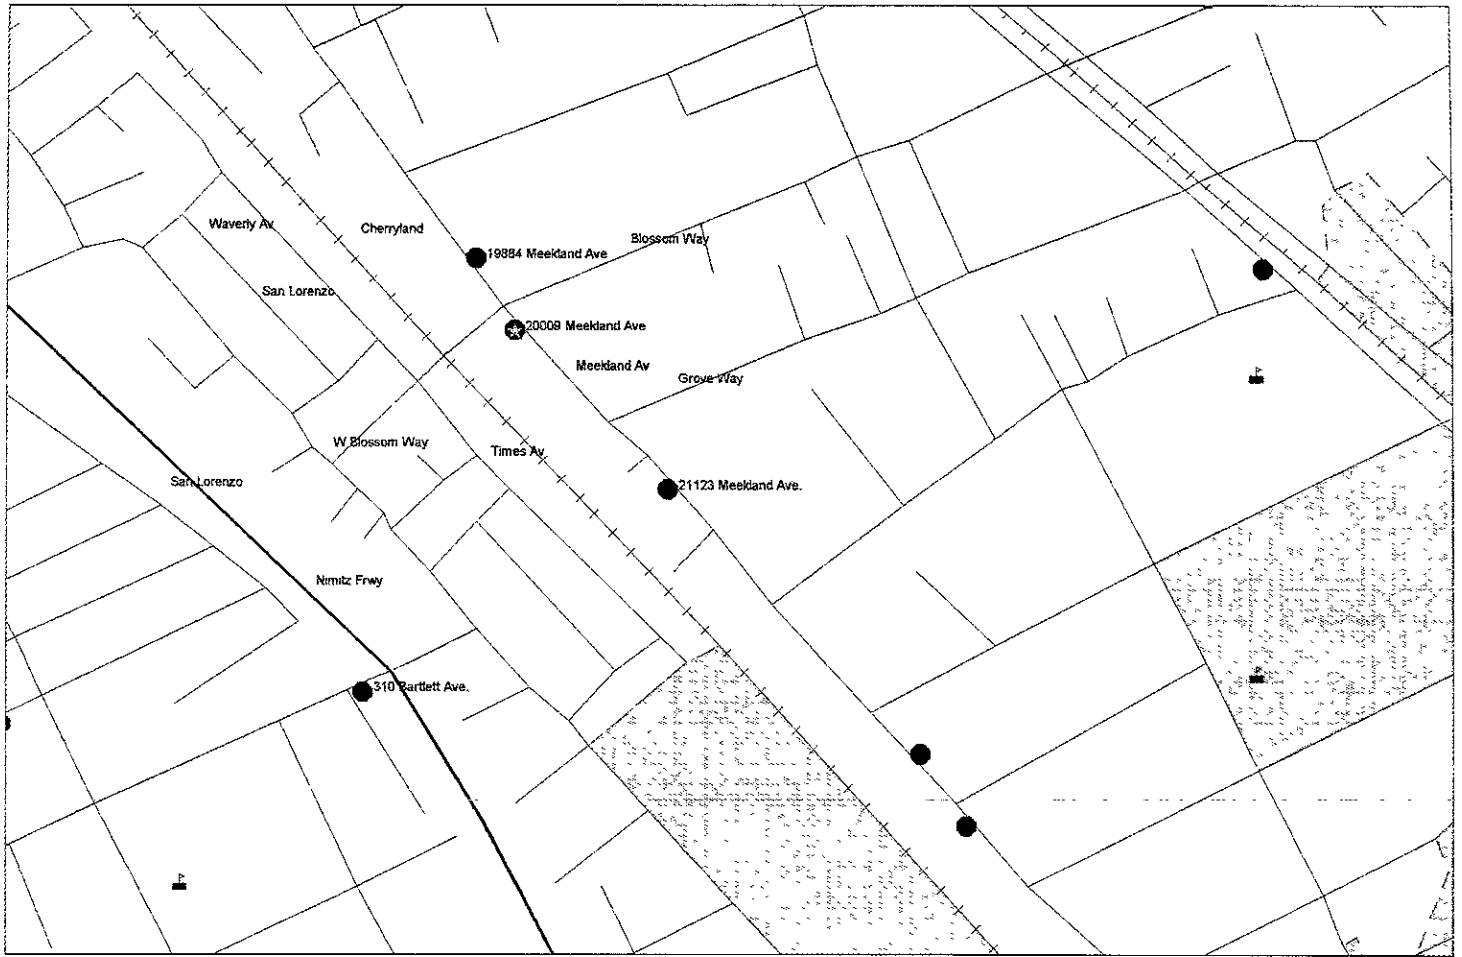 Waverly Av
Cherryland
Blossom Way
19884 Meekland Ave
San Lorenzo
20009 Meekland Ave
Meekland Av
Grove Way
W Blossom Way
Times Av
San Lorenzo
21123 Meekland Ave.
Nimitz Frwy
310 Bartlett Ave.